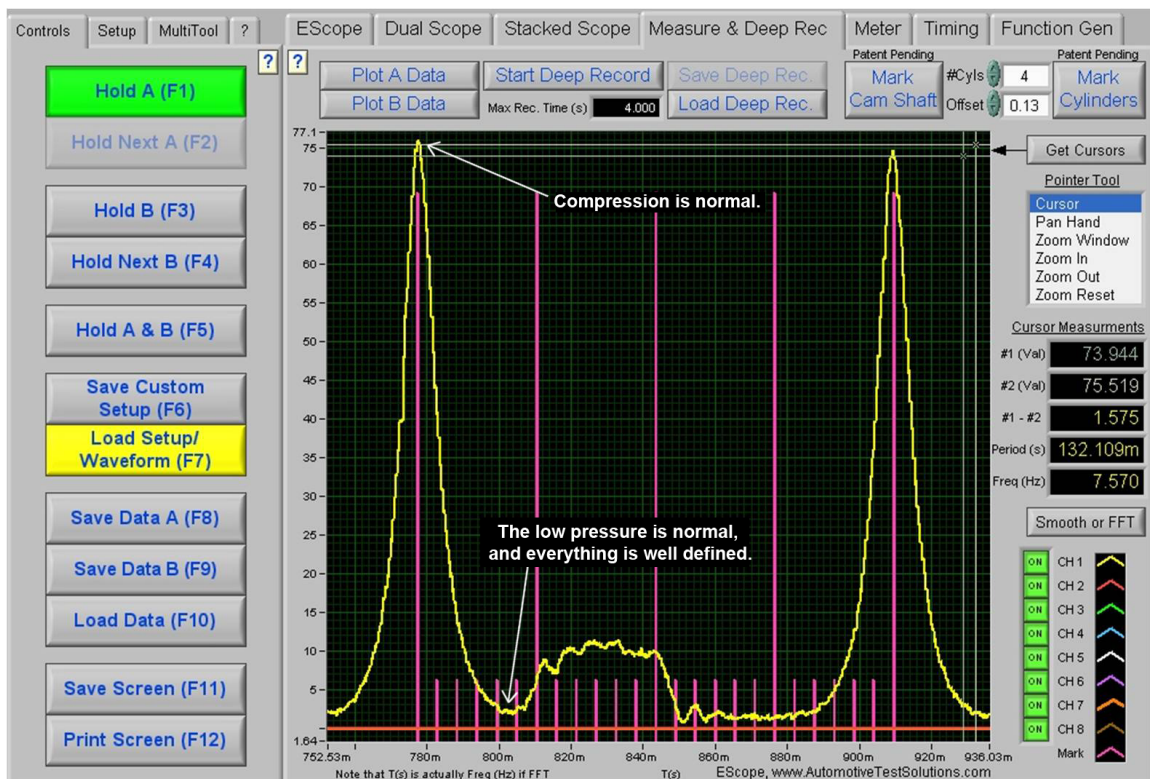 Controls Setup MultiTool ?
EScope Dual Scope Stacked Scope Measure & Deep Rec Meter Timing Function Gen
? ?
Hold A (F1)
Hold Next A (F2)
Hold B (F3)
Hold Next B (F4)
Hold A & B (F5)
Save Custom
Setup (F6)
Load Setup/
Waveform (F7)
Save Data A (F8)
Save Data B (F9)
Load Data (F10)
Save Screen (F11)
Print Screen (F12)
Plot A Data
Plot B Data
Start Deep Record
Max Rec. Time (s) 4.000
Save Deep Rec.
Load Deep Rec.
Patent Pending
Mark
Cam Shaft
#Cyls 4
Offset 0.13
Patent Pending
Mark
Cylinders
77.1
75
70
65
60
55
50
45
40
35
30
25
20
15
10
5
1.64
Compression is normal.
The low pressure is normal,
and everything is well defined.
752.53m 780m 800m 820m 840m 860m 880m 900m 920m 936.03m
Note that T(s) is actually Freq (Hz) if FFT T(s) EScope, www.AutomotiveTestSolutions.com
Get Cursors
Pointer Tool
Cursor
Pan Hand
Zoom Window
Zoom In
Zoom Out
Zoom Reset
Cursor Measurments
#1 (Val) 73.944
#2 (Val) 75.519
#1 - #2 1.575
Period (s) 132.109m
Freq (Hz) 7.570
Smooth or FFT
ON CH 1
ON CH 2
ON CH 3
ON CH 4
ON CH 5
ON CH 6
ON CH 7
ON CH 8
Mark